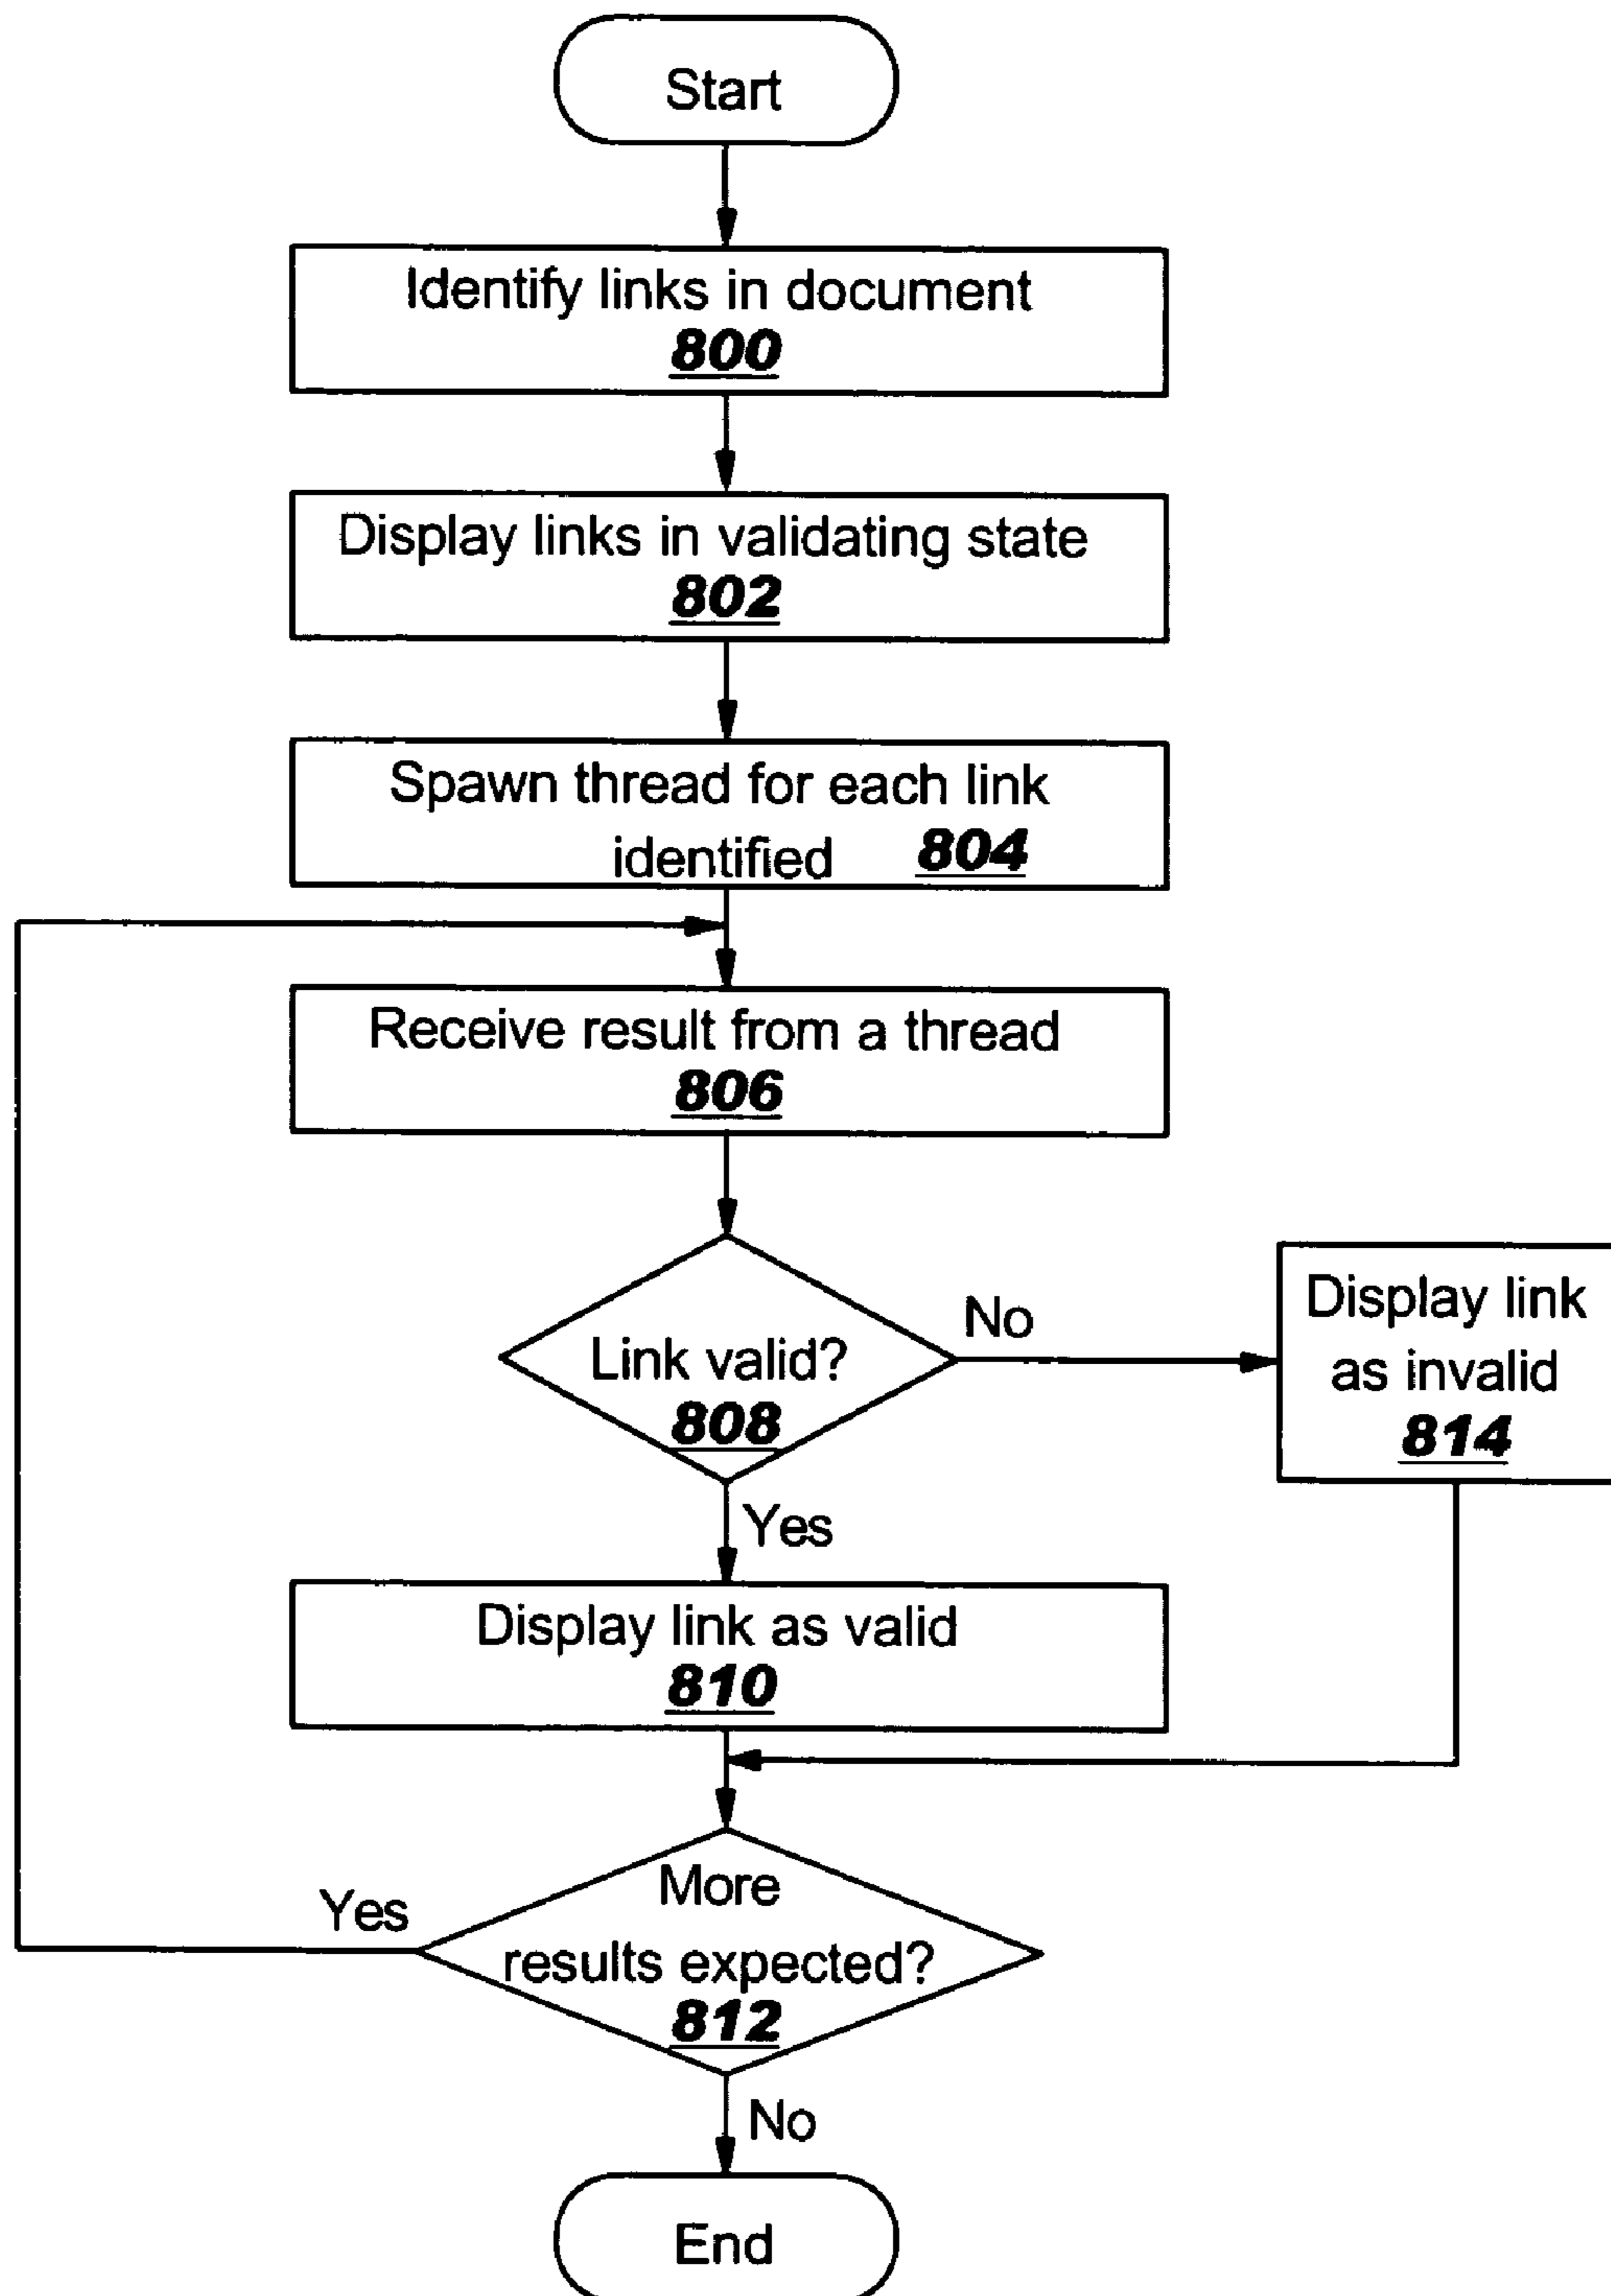 Start
Identify links in document
800
Display links in validating state
802
Spawn thread for each link
identified 804
Receive result from a thread
806
Link valid?
808
No
Display link
as invalid
814
Yes
Display link as valid
810
More
results expected?
812
Yes
No
End